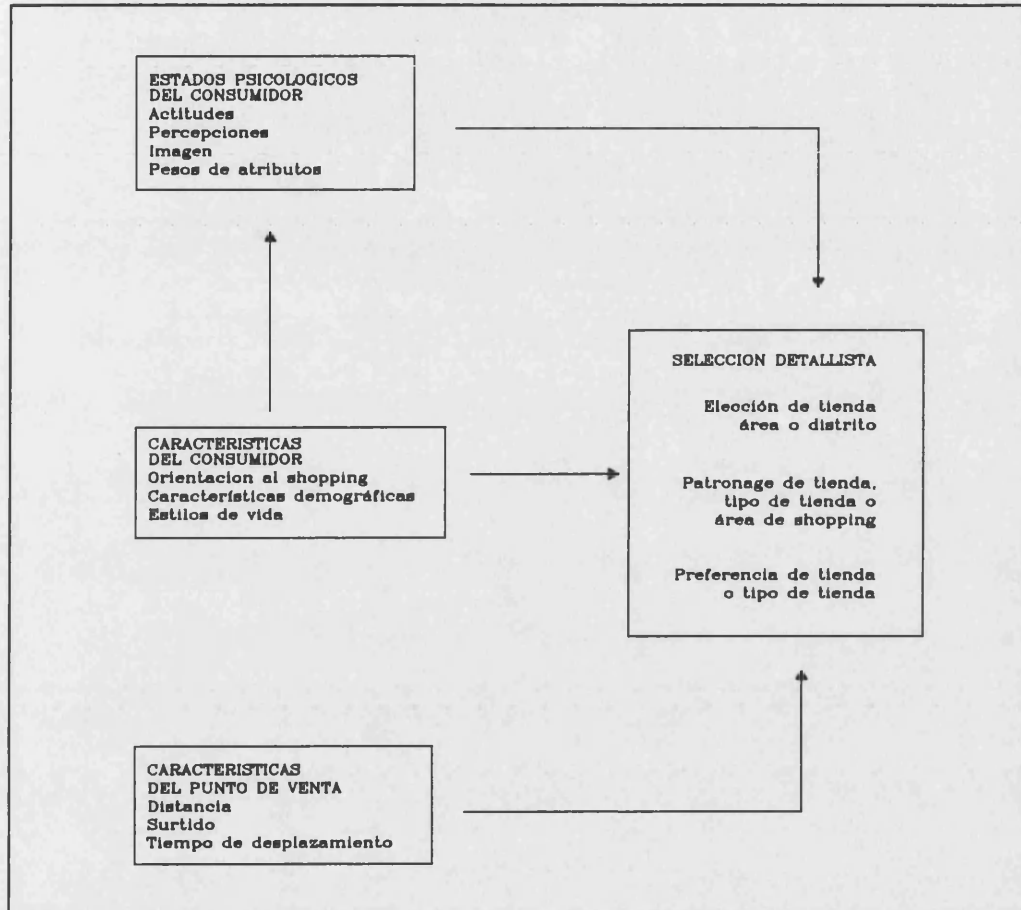 ESTADOS PSICOLOGICOS
DEL CONSUMIDOR
Actitudes
Percepciones
Imagen
Pesos de atributos
SELECCION DETALLISTA
Elección de tienda
área o distrito
Patronage de tienda,
tipo de tienda o
área de shopping
Preferencia de tienda
o tipo de tienda
CARACTERISTICAS
DEL CONSUMIDOR
Orientacion al shopping
Características demográficas
Estilos de vida
CARACTERISTICAS
DEL PUNTO DE VENTA
Distancia
Surtido
Tiempo de desplazamiento